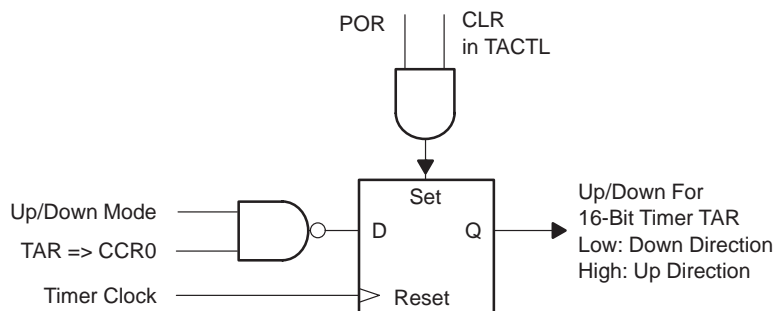 POR
CLR
in TACTL
Set
Up/Down Mode
TAR => CCR0
Timer Clock
D
Q
Reset
Up/Down For
16-Bit Timer TAR
Low: Down Direction
High: Up Direction